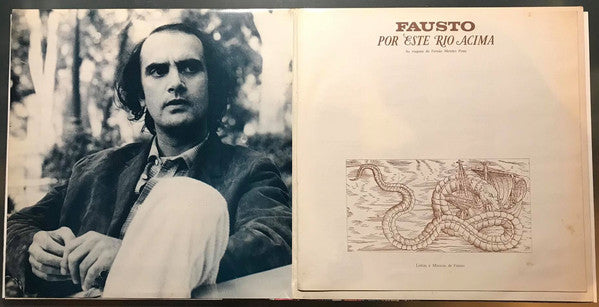 FAUSTO
POR ESTE RIO ACIMA
As viagens de Fernão Mendes Pinto
Letras e Músicas de Fausto